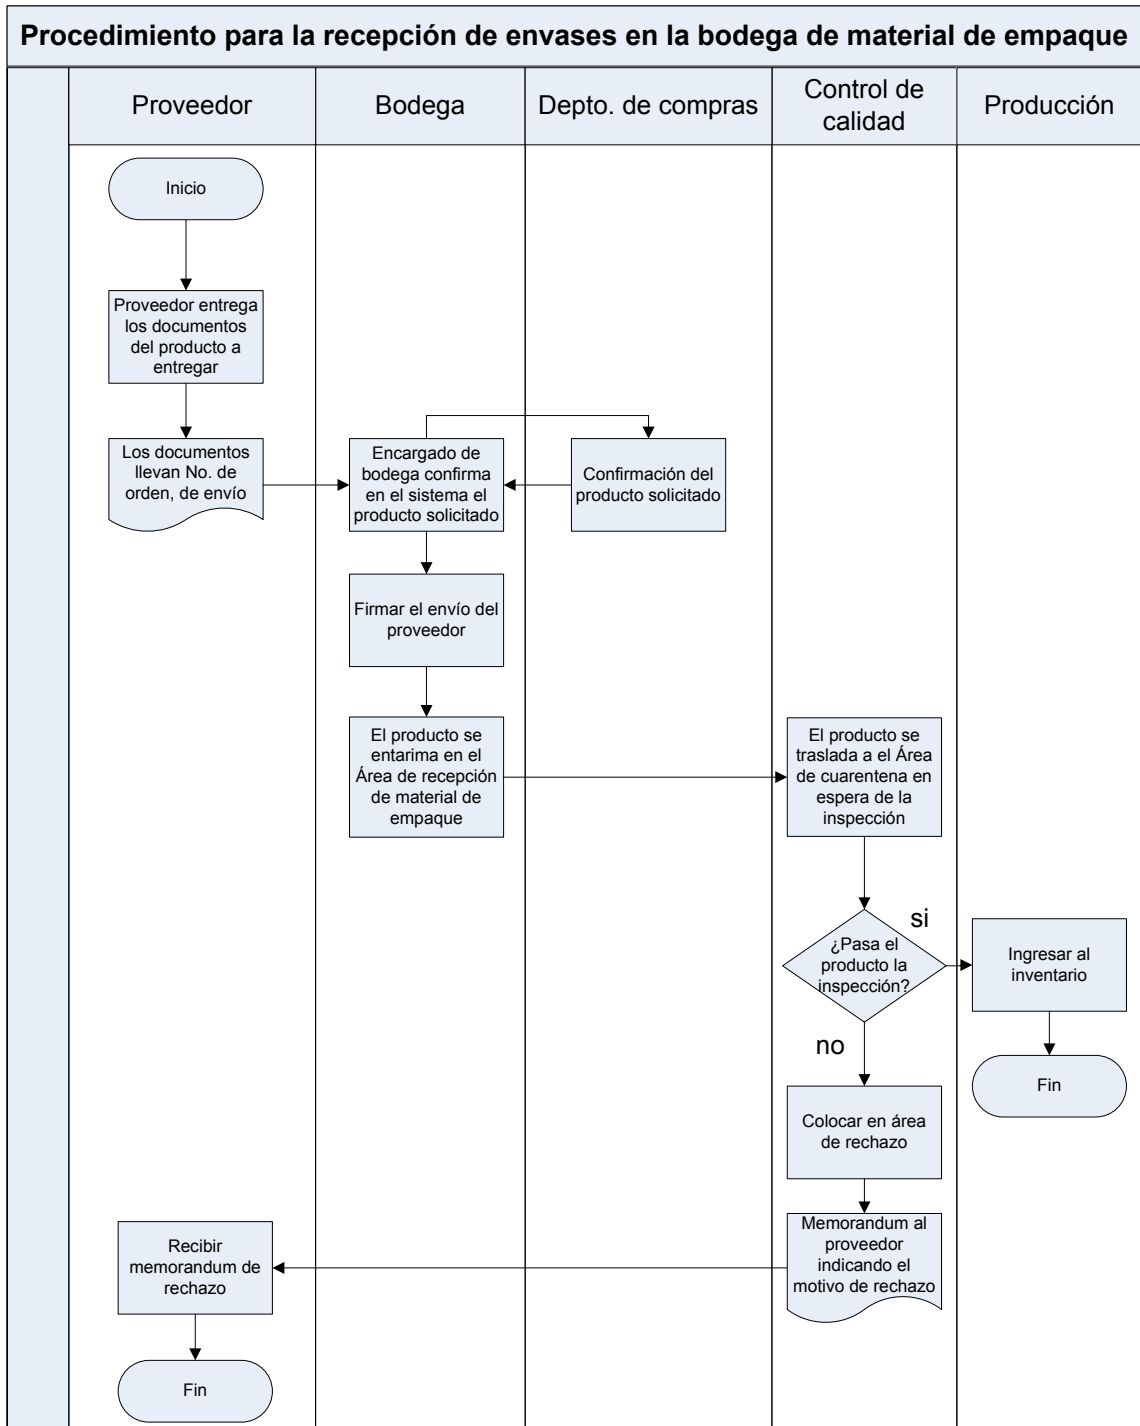 Procedimiento para la recepción de envases en la bodega de material de empaque
Proveedor
Bodega
Depto. de compras
Control de
calidad
Producción
Inicio
Proveedor entrega
los documentos
del producto a
entregar
Los documentos
llevan No. de
orden, de envío
Encargado de
bodega confirma
en el sistema el
producto solicitado
Confirmación del
producto solicitado
Firmar el envío del
proveedor
El producto se
entarima en el
Área de recepción
de material de
empaque
El producto se
traslada a el Área
de cuarentena en
espera de la
inspección
¿Pasa el
producto la
inspección?
si
Ingresar al
inventario
Fin
no
Colocar en área
de rechazo
Memorandum al
proveedor
indicando el
motivo de rechazo
Recibir
memorandum de
rechazo
Fin